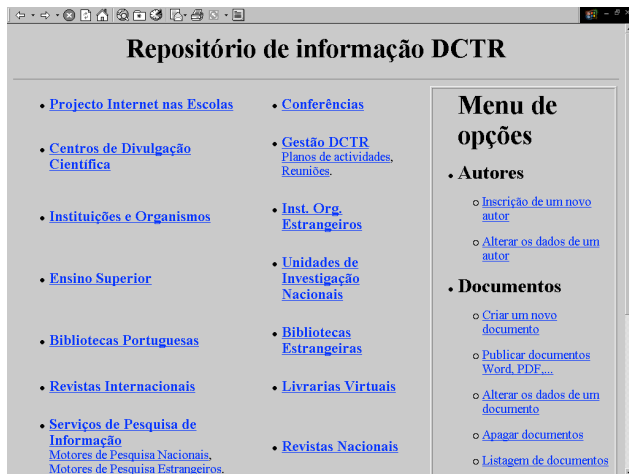 Repositório de informação DCTR
Projecto Internet nas Escolas
Centros de Divulgação
Científica
Instituições e Organismos
Ensino Superior
Bibliotecas Portuguesas
Revistas Internacionais
Serviços de Pesquisa de
Informação
Motores de Pesquisa Nacionais,
Motores de Pesquisa Estrangeiros,
Conferências
Gestão DCTR
Planos de actividades,
Reuniões.
Inst. Org.
Estrangeiros
Unidades de
Investigação
Nacionais
Bibliotecas
Estrangeiras
Livrarias Virtuais
Revistas Nacionais
Menu de
opções
Autores
Inscrição de um novo
autor
Alterar os dados de um
autor
Documentos
Criar um novo
documento
Publicar documentos
Word, PDF,...
Alterar os dados de um
documento
Apagar documentos
Listagem de documentos